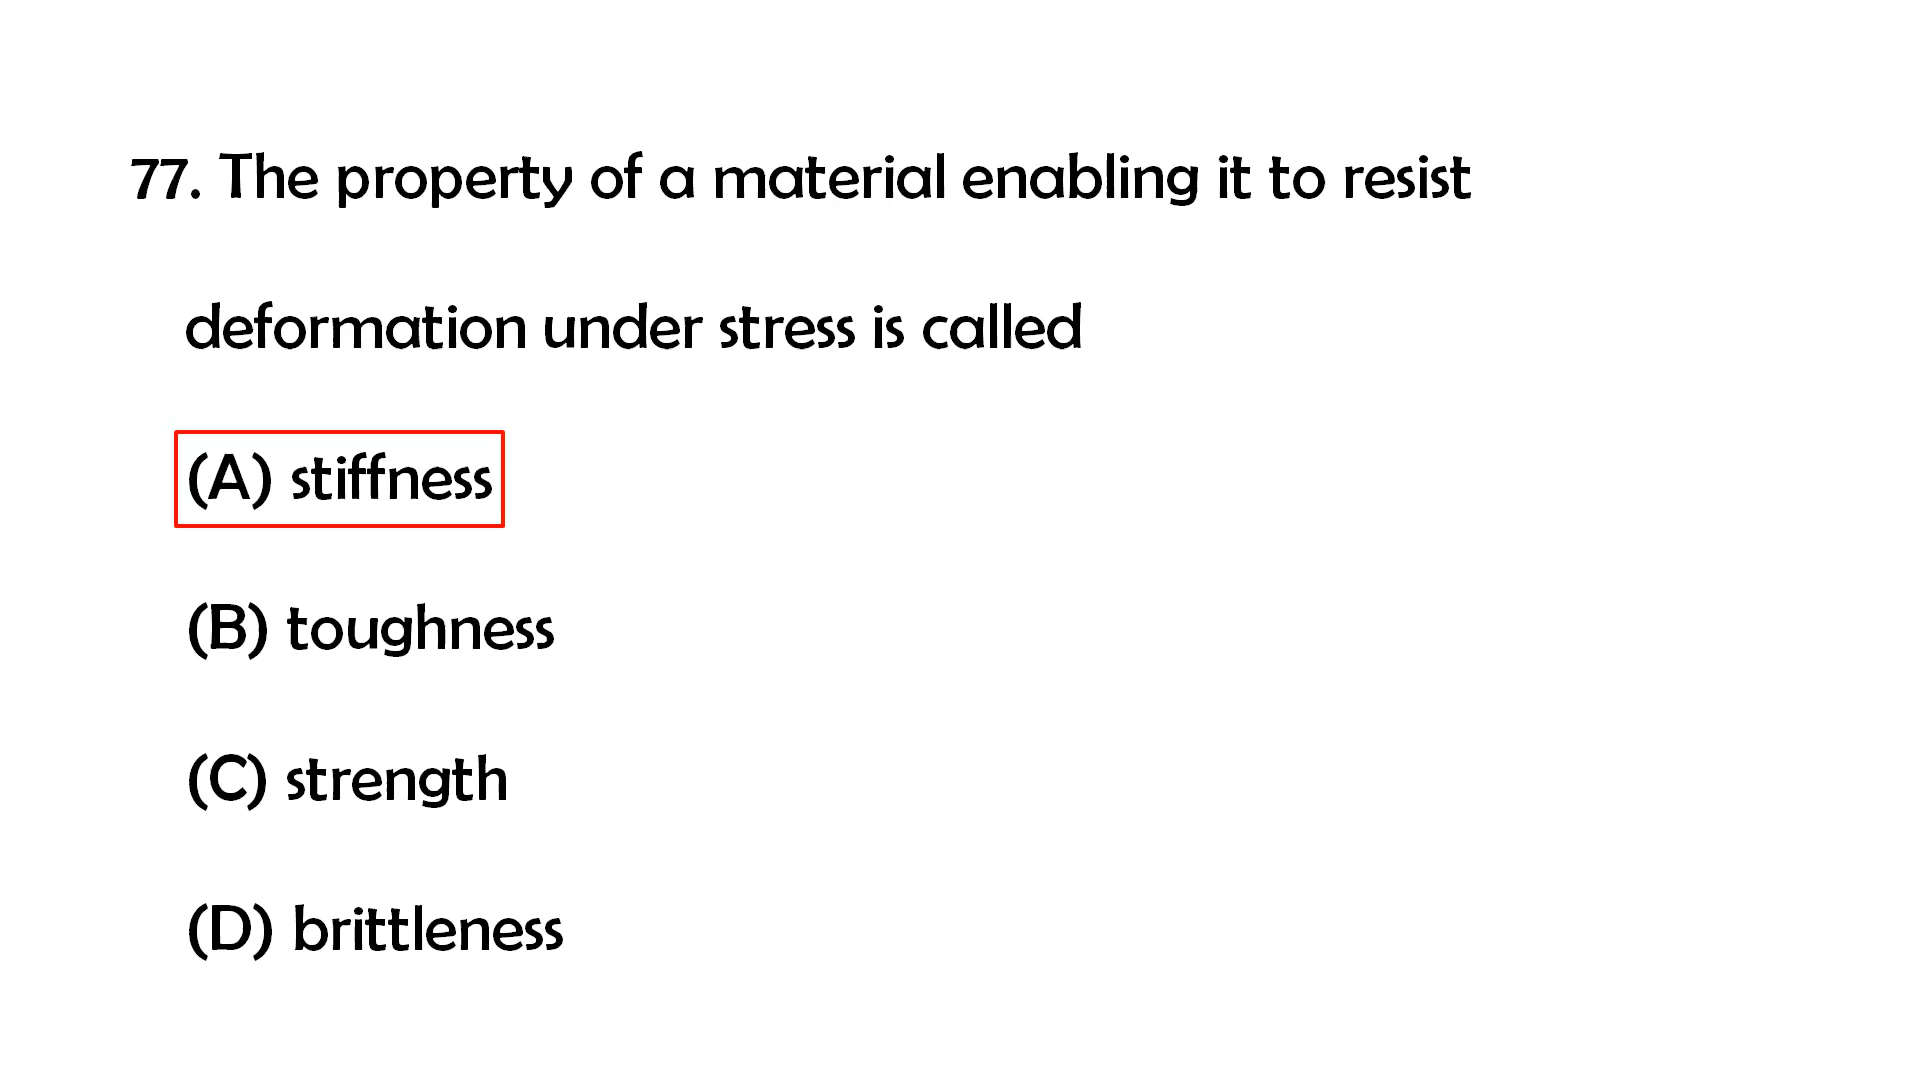 77. The property of a material enabling it to resist
deformation under stress is called
(A) stiffness
(B) toughness
(C) strength
(D) brittleness